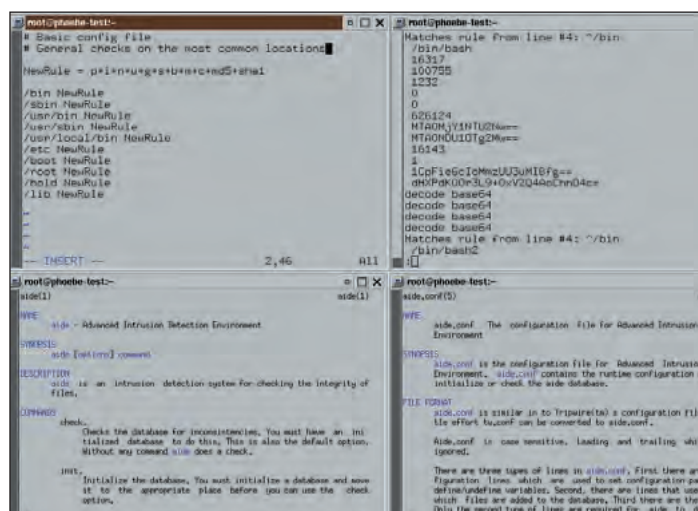 root@phoebe-test:~
# Basic config file
# General checks on the most common locations
NewRule = p+i+n+u+g+s+b+m+c+md5+sha1
/bin NewRule
/sbin NewRule
/usr/bin NewRule
/usr/sbin NewRule
/usr/local/bin NewRule
/etc NewRule
/boot NewRule
/root NewRule
/hold NewRule
/lib NewRule
~
~
~
~
-- INSERT -- 2,46 All
root@phoebe-test:~
Matches rule from line #4: ^/bin
/bin/bash
16317
100755
1232
0
0
626124
16143
1
decode base64
decode base64
decode base64
decode base64
Matches rule from line #4: ^/bin
/bin/bash2
:
root@phoebe-test:~
aide(1) aide(1)
NAME
aide - Advanced Intrusion Detection Environment
SYNOPSIS
aide [options] command
DESCRIPTION
aide is an intrusion detection system for checking the integrity of
files.
COMMANDS
check,
Checks the database for inconsistencies. You must have an ini
tialized database to do this. This is also the default option.
Without any command aide does a check.
init,
Initialize the database. You must initialize a database and move
it to the appropriate place before you can use the check
option.
root@phoebe-test:~
aide.conf(5)
NAME
aide.conf The configuration file for Advanced Intrusion
Environment
SYNOPSIS
aide.conf is the configuration file for Advanced Intrusion
Environment. aide.conf contains the runtime configuration
initialize or check the aide database.
FILE FORMAT
aide.conf is similar in to Tripwire(tm)'s configuration
tle effort tw.conf can be converted to aide.conf.
Aide.conf is case sensitive. Leading and trailing
ignored.
There are three types of lines in aide.conf. First there
figuration lines which are used to set configuration
define/undefine variables. Second, there are lines that
which files are added to the database. Third there are
Only the second type of lines are required for aide to